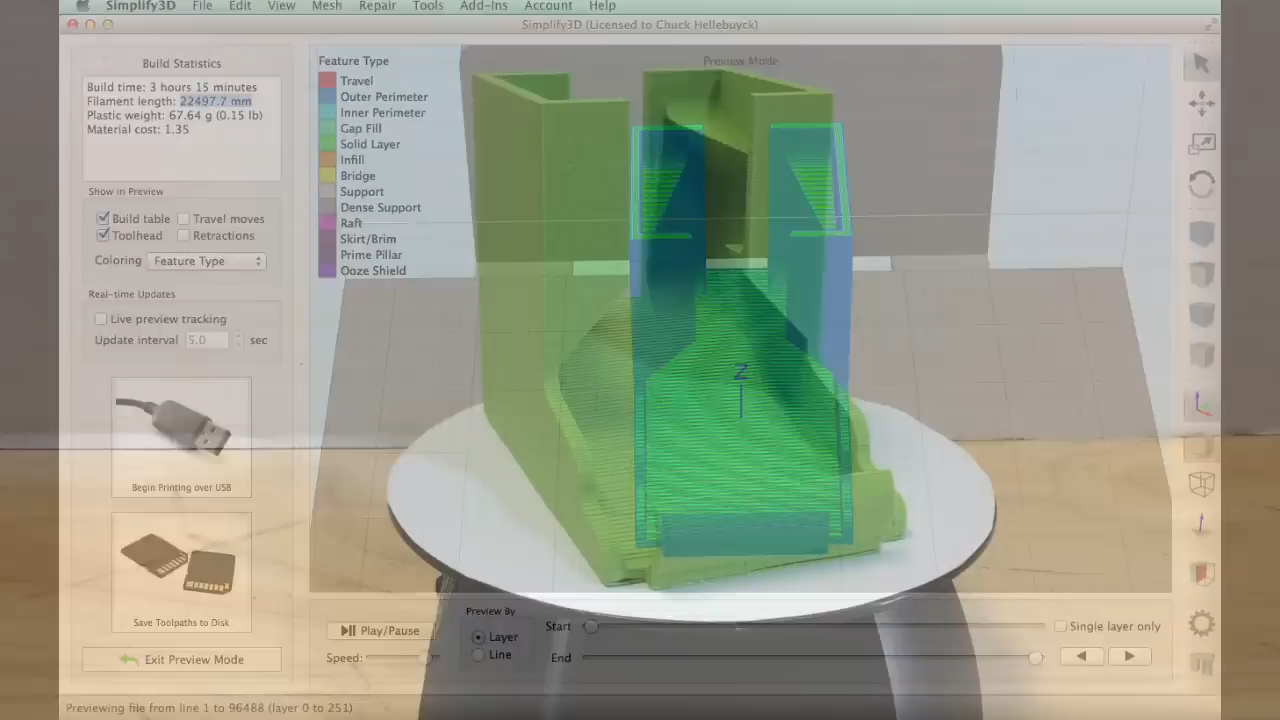 Simplify3D File Edit View Mesh Repair Tools Add-Ins Account Help
Simplify3D (Licensed to Chuck Hellebuyck)
Build Statistics
Build time: 3 hours 15 minutes
Filament length: 22497.7 mm
Plastic weight: 67.64 g (0.15 lb)
Material cost: 1.35
Show in Preview
Build table Travel moves
Toolhead Retractions
Coloring Feature Type
Real-time Updates
Live preview tracking
Update interval 5.0 sec
Begin Printing over USB
Save Toolpaths to Disk
Exit Preview Mode
Feature Type
Travel
Outer Perimeter
Inner Perimeter
Gap Fill
Solid Layer
Infill
Bridge
Support
Dense Support
Raft
Skirt/Brim
Prime Pillar
Ooze Shield
Preview Mode
Z
Play/Pause
Speed:
Preview By
Layer
Line
Start
End
Single layer only
Previewing file from line 1 to 96488 (layer 0 to 251)